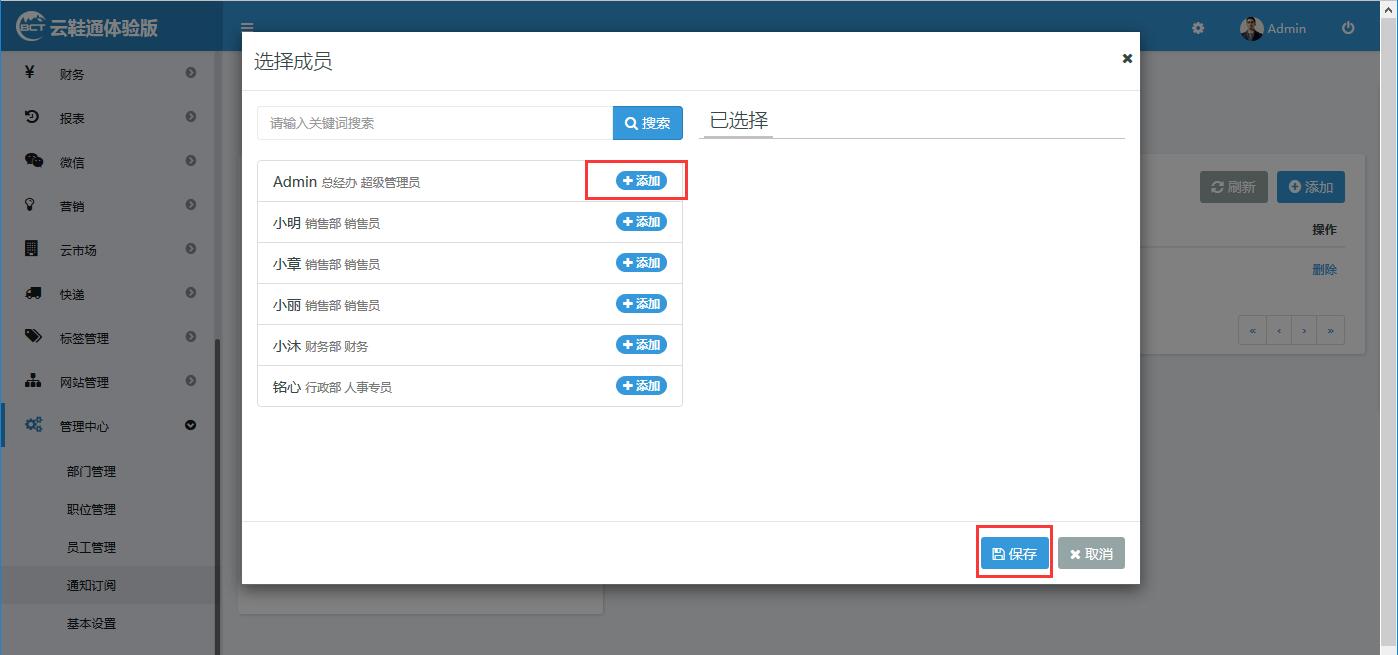 BCT 云鞋通体验版
Admin
财务
报表
微信
营销
云市场
快递
标签管理
网站管理
管理中心
部门管理
职位管理
员工管理
通知订阅
基本设置
选择成员
请输入关键词搜索
搜索
Admin 总经办 超级管理员
添加
小明 销售部 销售员
添加
小章 销售部 销售员
添加
小丽 销售部 销售员
添加
小沐 财务部 财务
添加
铭心 行政部 人事专员
添加
已选择
保存
取消
刷新
添加
操作
删除
« ‹ › »